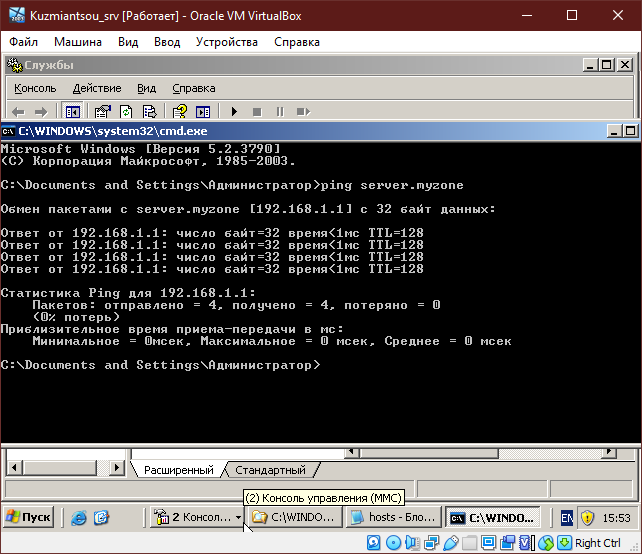 Kuzmiantsou_srv [Работает] - Oracle VM VirtualBox
Файл Машина Вид Ввод Устройства Справка
Службы
Консоль Действие Вид Справка
C:\WINDOWS\system32\cmd.exe
Microsoft Windows [Версия 5.2.3790]
(C) Корпорация Майкрософт, 1985-2003.
C:\Documents and Settings\Администратор>ping server.myzone
Обмен пакетами с server.myzone [192.168.1.1] с 32 байт данных:
Ответ от 192.168.1.1: число байт=32 время<1мс TTL=128
Ответ от 192.168.1.1: число байт=32 время<1мс TTL=128
Ответ от 192.168.1.1: число байт=32 время<1мс TTL=128
Ответ от 192.168.1.1: число байт=32 время<1мс TTL=128
Статистика Ping для 192.168.1.1:
Пакетов: отправлено = 4, получено = 4, потеряно = 0
(0% потерь)
Приблизительное время приема-передачи в мс:
Минимальное = 0мсек, Максимальное = 0 мсек, Среднее = 0 мсек
C:\Documents and Settings\Администратор>
Расширенный Стандартный
(2) Консоль управления (MMC)
Пуск 2 Консол... C:\WINDO... hosts - Бло... C:\WINDO... EN 15:53
Right Ctrl